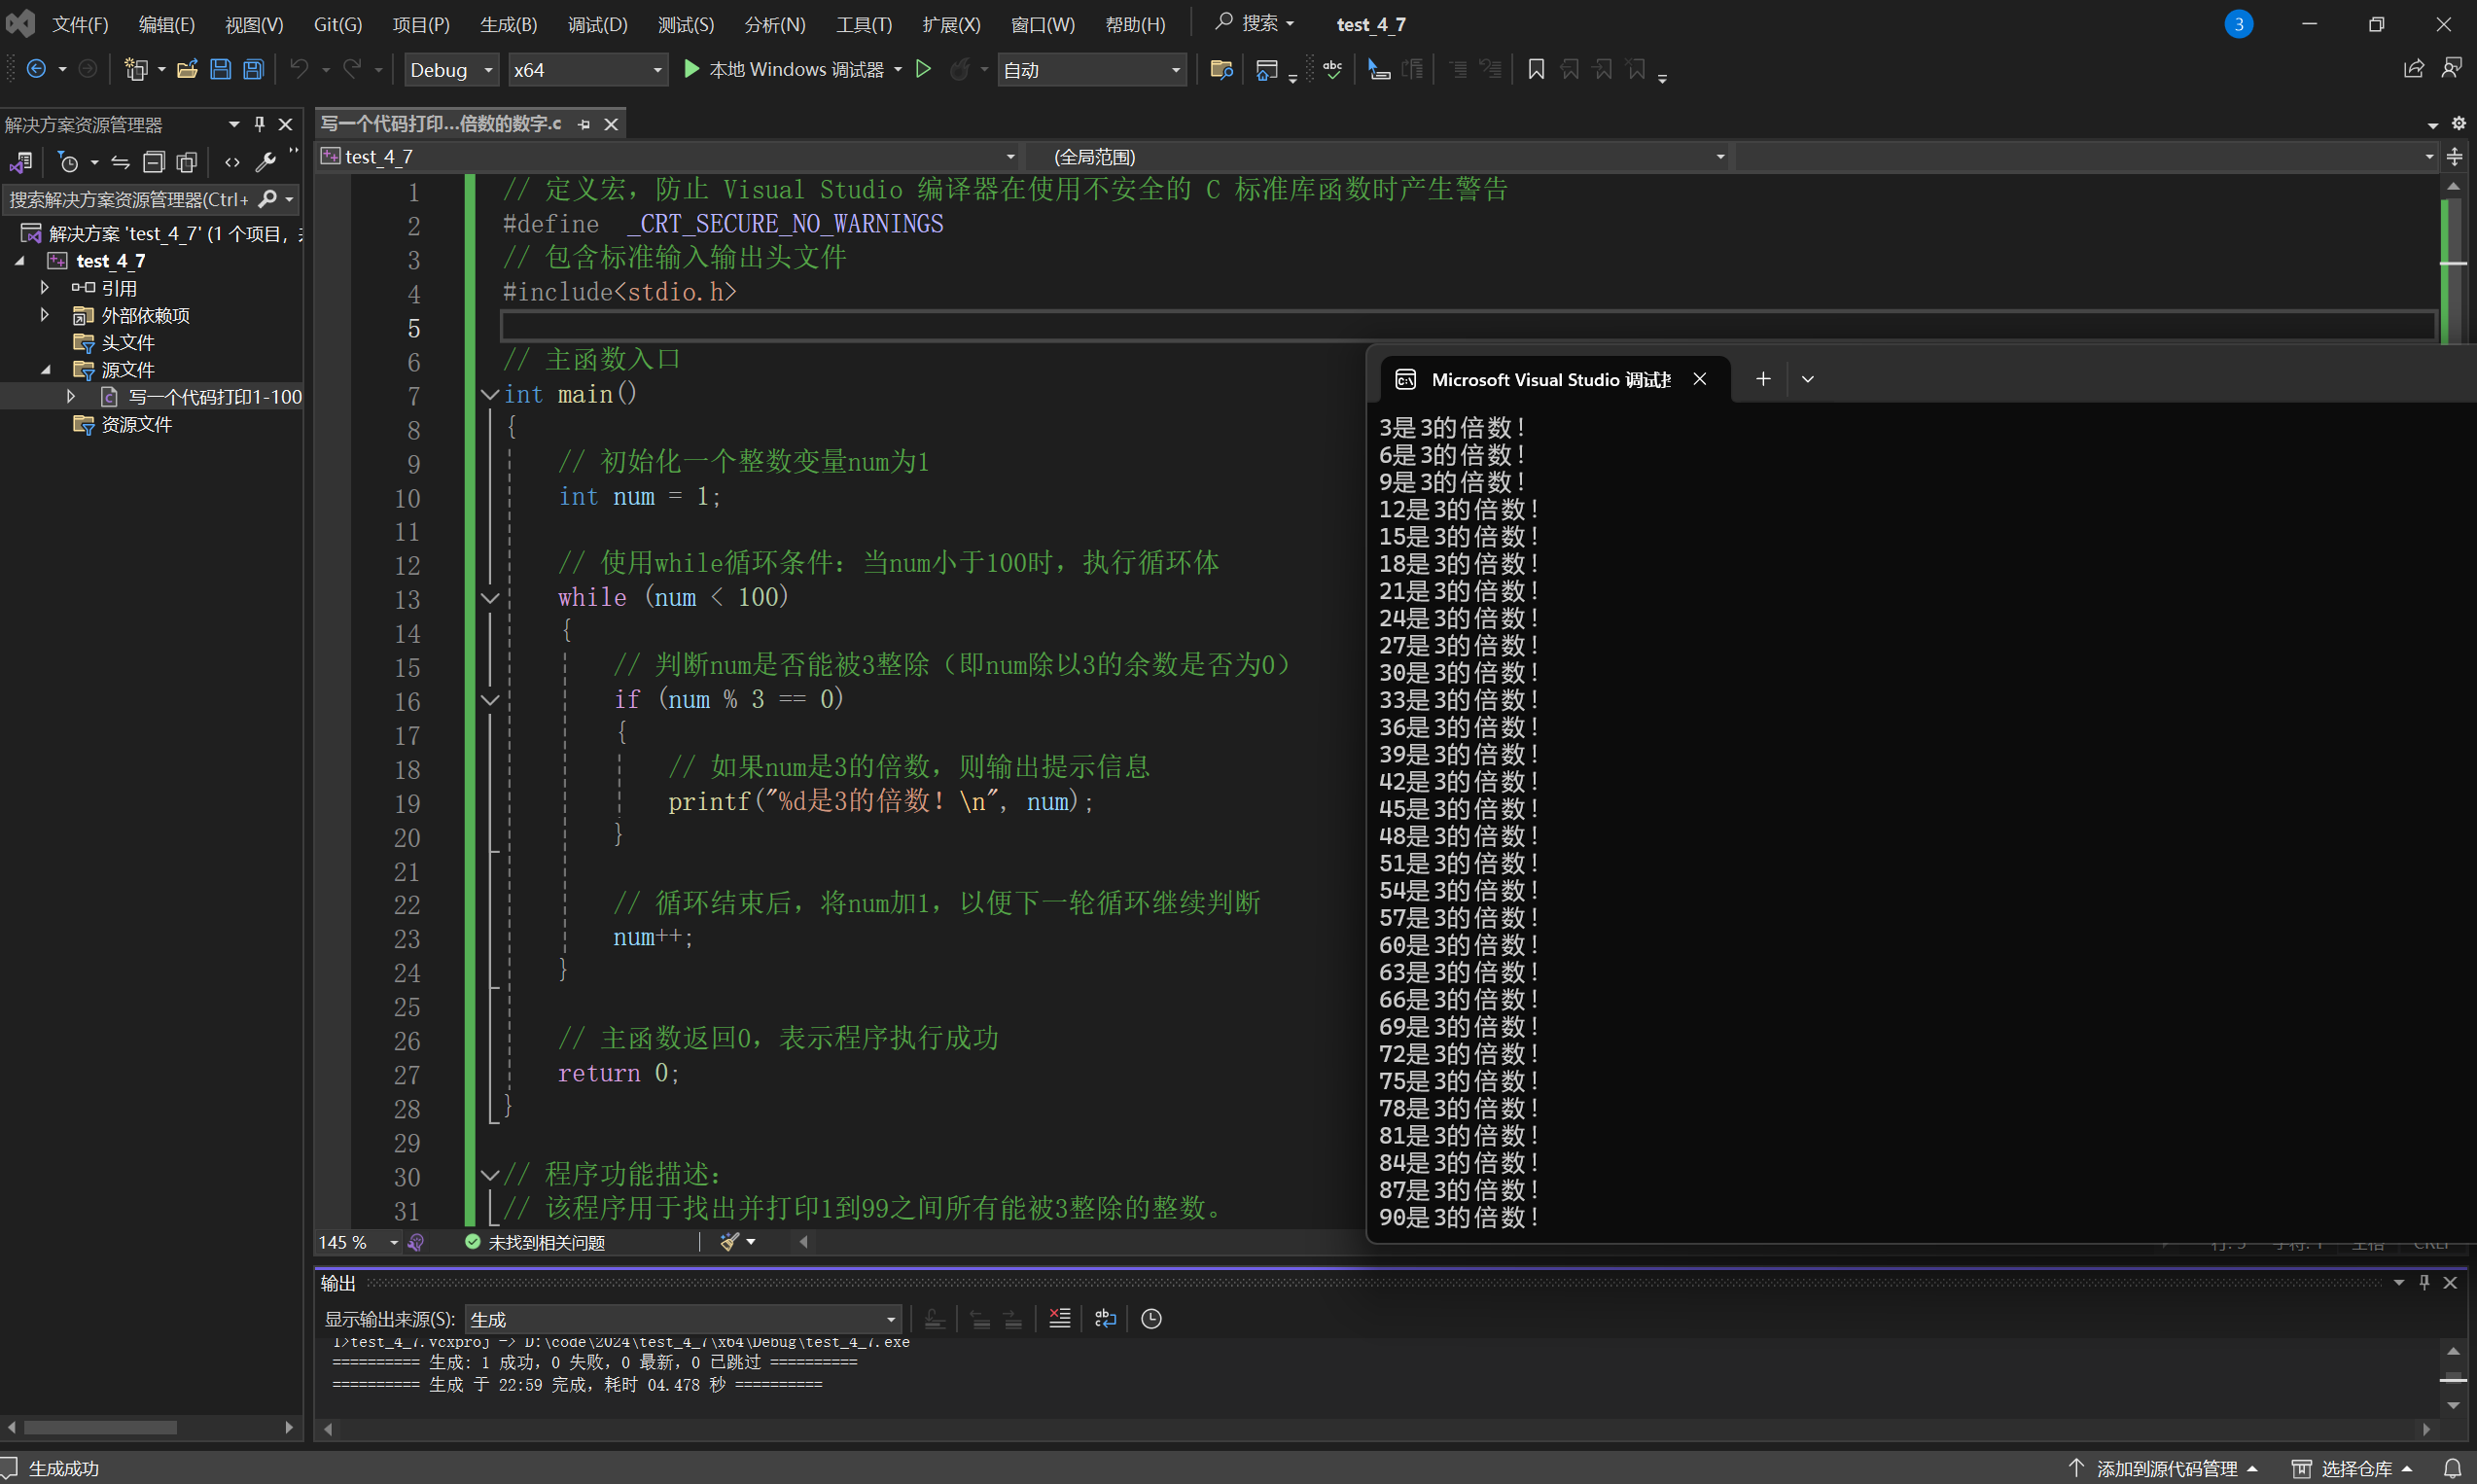 文件(F) 编辑(E) 视图(V) Git(G) 项目(P) 生成(B) 调试(D) 测试(S) 分析(N) 工具(T) 扩展(X) 窗口(W) 帮助(H) 搜索 test_4_7 3
Debug x64 本地 Windows 调试器 自动
解决方案资源管理器
搜索解决方案资源管理器(Ctrl+
解决方案 'test_4_7' (1 个项目,
test_4_7
引用
外部依赖项
头文件
源文件
写一个代码打印1-100
资源文件
写一个代码打印...倍数的数字.c
test_4_7 (全局范围)
1 // 定义宏，防止 Visual Studio 编译器在使用不安全的 C 标准库函数时产生警告
2 #define _CRT_SECURE_NO_WARNINGS
3 // 包含标准输入输出头文件
4 #include<stdio.h>
5
6 // 主函数入口
7 int main()
8 {
9 // 初始化一个整数变量num为1
10 int num = 1;
11
12 // 使用while循环条件：当num小于100时，执行循环体
13 while (num < 100)
14 {
15 // 判断num是否能被3整除（即num除以3的余数是否为0）
16 if (num % 3 == 0)
17 {
18 // 如果num是3的倍数，则输出提示信息
19 printf("%d是3的倍数！\n", num);
20 }
21
22 // 循环结束后，将num加1，以便下一轮循环继续判断
23 num++;
24 }
25
26 // 主函数返回0，表示程序执行成功
27 return 0;
28 }
29
30 // 程序功能描述：
31 // 该程序用于找出并打印1到99之间所有能被3整除的整数。
145 % 未找到相关问题
Microsoft Visual Studio 调试
3是3的倍数！
6是3的倍数！
9是3的倍数！
12是3的倍数！
15是3的倍数！
18是3的倍数！
21是3的倍数！
24是3的倍数！
27是3的倍数！
30是3的倍数！
33是3的倍数！
36是3的倍数！
39是3的倍数！
42是3的倍数！
45是3的倍数！
48是3的倍数！
51是3的倍数！
54是3的倍数！
57是3的倍数！
60是3的倍数！
63是3的倍数！
66是3的倍数！
69是3的倍数！
72是3的倍数！
75是3的倍数！
78是3的倍数！
81是3的倍数！
84是3的倍数！
87是3的倍数！
90是3的倍数！
输出
显示输出来源(S): 生成
1>test_4_7.vcxproj -> D:\code\2024\test_4_7\x64\Debug\test_4_7.exe
========== 生成: 1 成功，0 失败，0 最新，0 已跳过 ==========
========== 生成 于 22:59 完成，耗时 04.478 秒 ==========
生成成功 添加到源代码管理 选择仓库